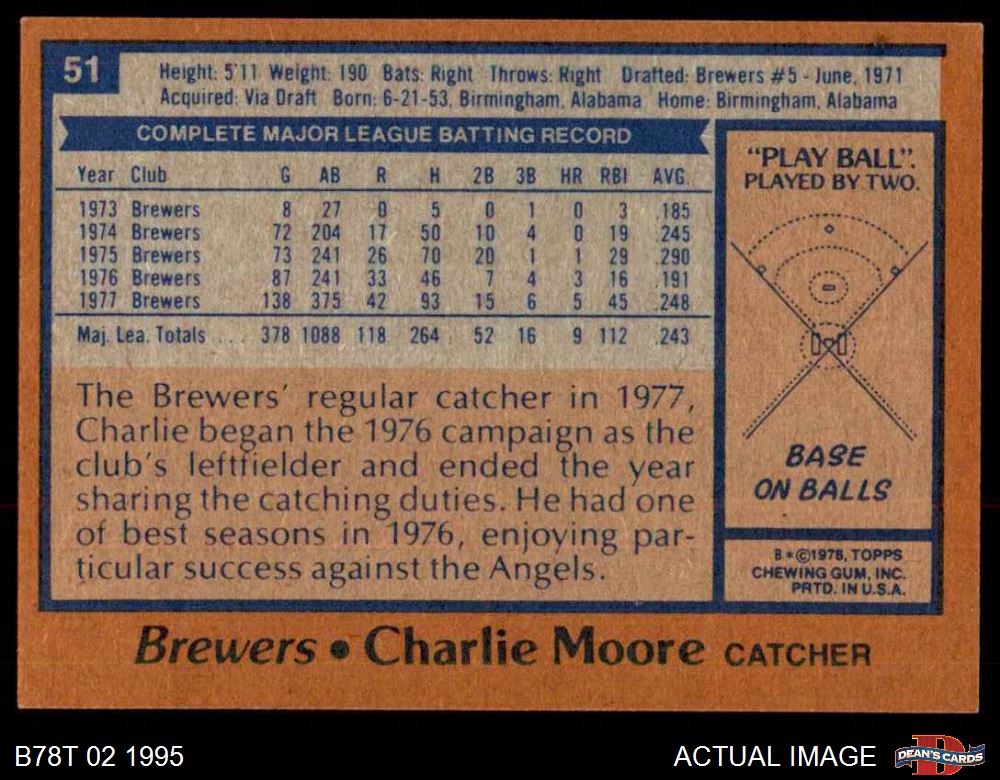 51
Height: 5'11 Weight: 190 Bats: Right Throws: Right Drafted: Brewers #5 - June, 1971
Acquired: Via Draft Born: 6-21-53, Birmingham, Alabama Home: Birmingham, Alabama
COMPLETE MAJOR LEAGUE BATTING RECORD
Year Club G AB R H 2B 3B HR RBI AVG.
1973 Brewers 8 27 0 5 0 1 0 3 .185
1974 Brewers 72 204 17 50 10 4 0 19 .245
1975 Brewers 73 241 26 70 20 1 1 29 .290
1976 Brewers 87 241 33 46 7 4 3 16 .191
1977 Brewers 138 375 42 93 15 6 5 45 .248
Maj. Lea. Totals .... 378 1088 118 264 52 16 9 112 .243
The Brewers' regular catcher in 1977,
Charlie began the 1976 campaign as the
club's leftfielder and ended the year
sharing the catching duties. He had one
of best seasons in 1976, enjoying par-
ticular success against the Angels.
"PLAY BALL".
PLAYED BY TWO.
BASE
ON BALLS
B*©1978, TOPPS
CHEWING GUM, INC.
PRTD. IN U.S.A.
Brewers • Charlie Moore CATCHER
B78T 02 1995
ACTUAL IMAGE
DEAN'S CARDS